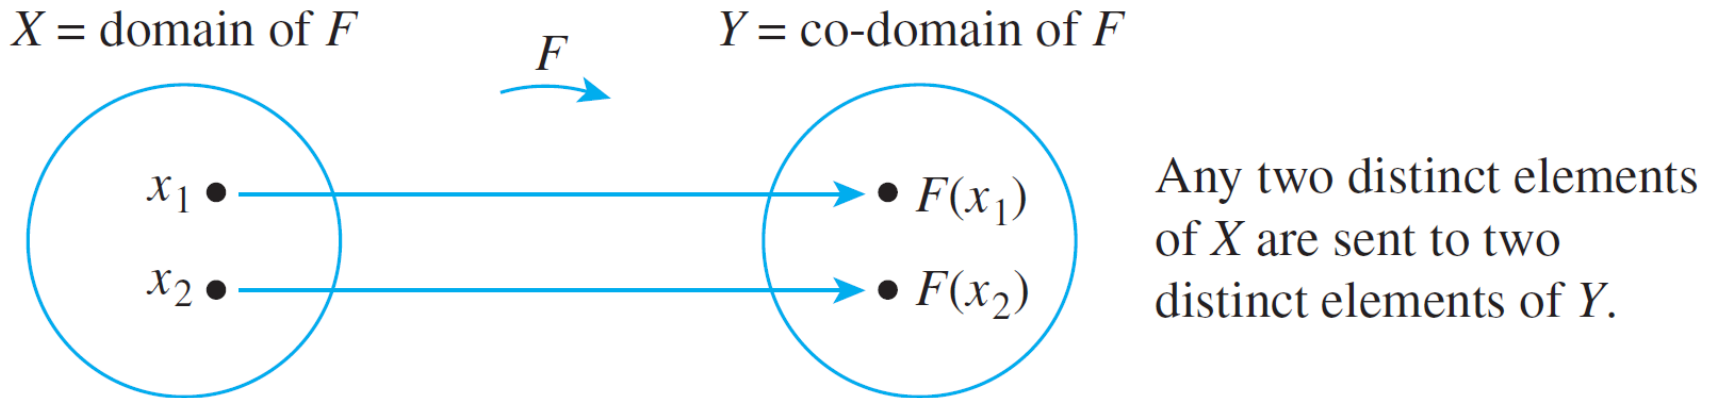 X = domain of F
F
Y = co-domain of F
x₁
F(x₁)
x₂
F(x₂)
Any two distinct elements
of X are sent to two
distinct elements of Y.